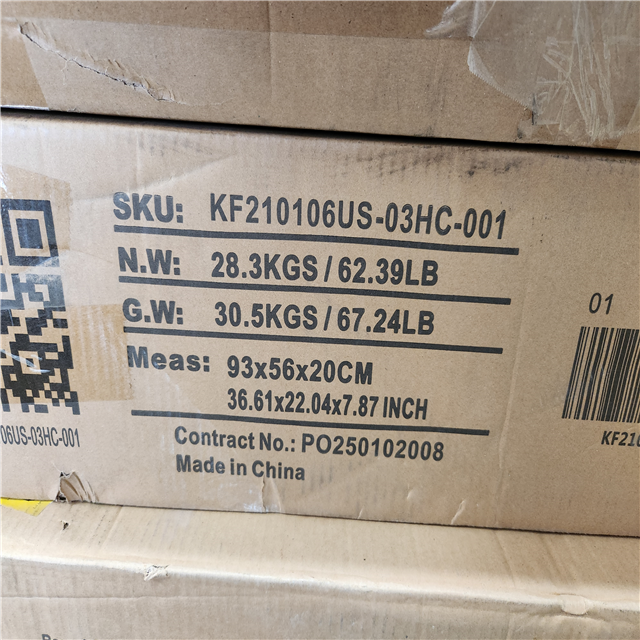 SKU: KF210106US-03HC-001
N.W: 28.3KGS / 62.39LB
G.W: 30.5KGS / 67.24LB
Meas: 93x56x20CM
36.61x22.04x7.87 INCH
Contract No.: PO250102008
Made in China
06US-03HC-001
01
KF210